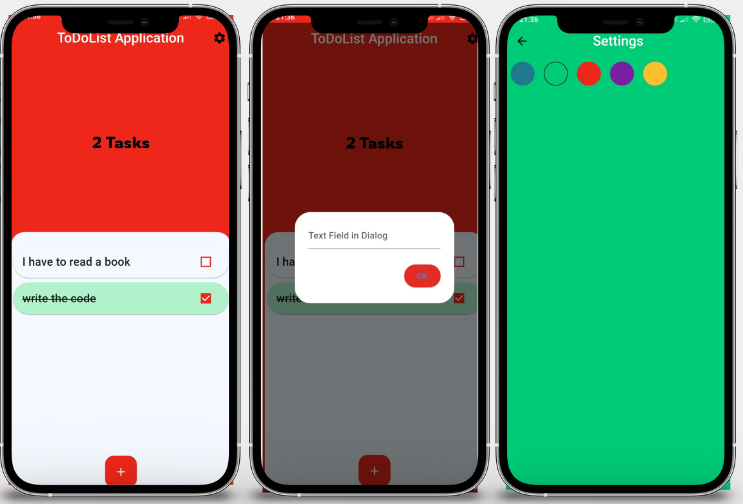 ToDoList Application
2 Tasks
I have to read a book
write the code
+
21:36
ToDoList Application
2 Tasks
I ha
write
Text Field in Dialog
OK
+
21:36
Settings